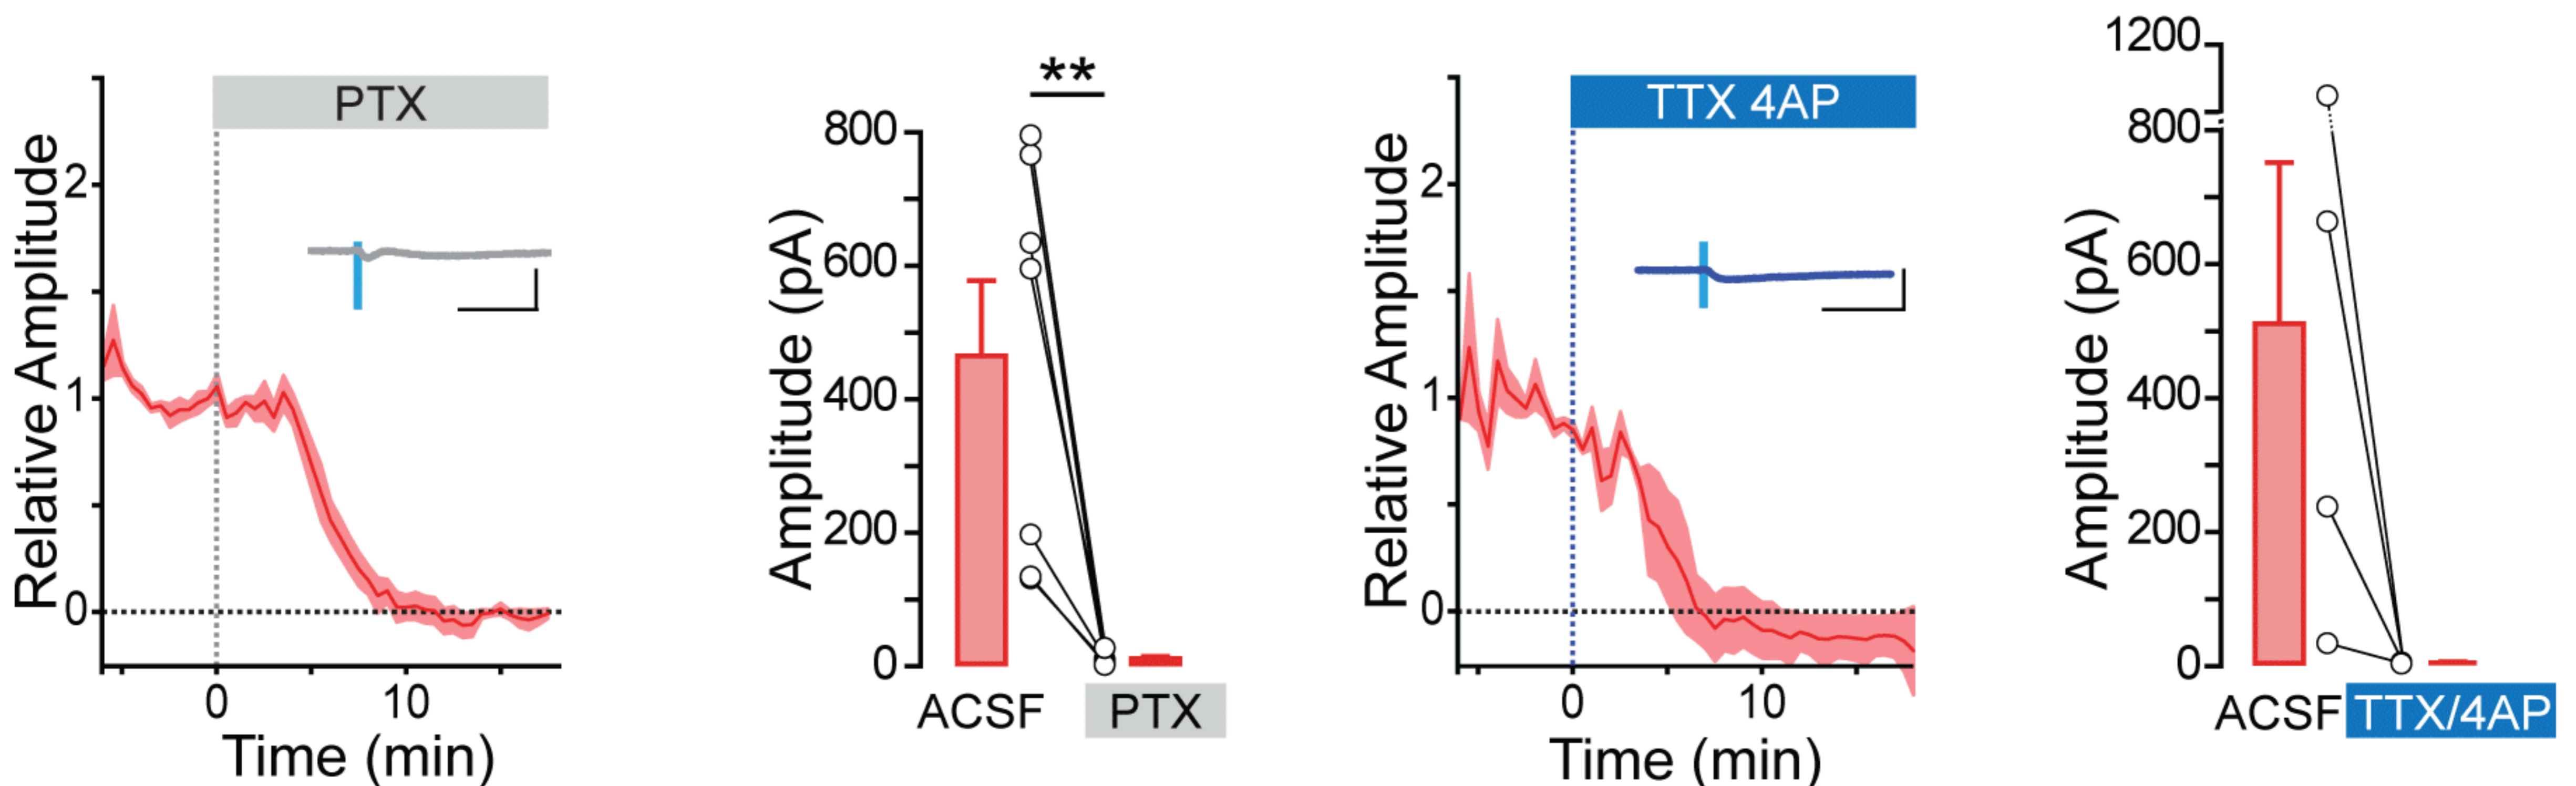 PTX
Relative Amplitude
2
1
0
0
10
Time (min)
**
Amplitude (pA)
800
600
400
200
0
ACSF
PTX
TTX 4AP
Relative Amplitude
2
1
0
0
10
Time (min)
Amplitude (pA)
1200
800
600
400
200
0
ACSF
TTX/4AP